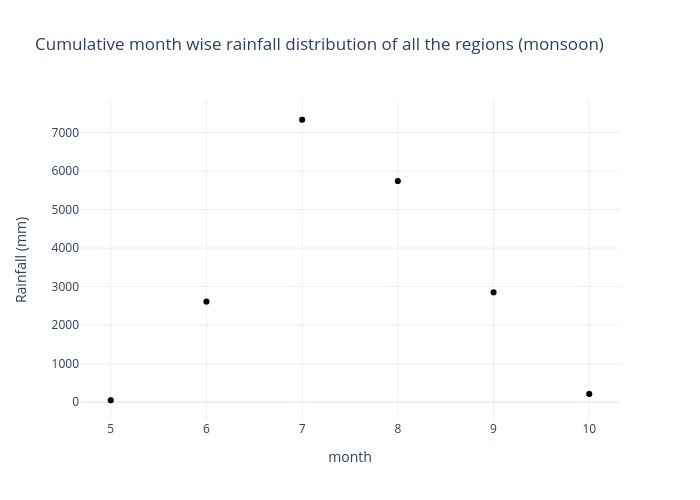 Cumulative month wise rainfall distribution of all the regions (monsoon)
7000
6000
5000
4000
3000
2000
1000
0
Rainfall (mm)
5 6 7 8 9 10
month